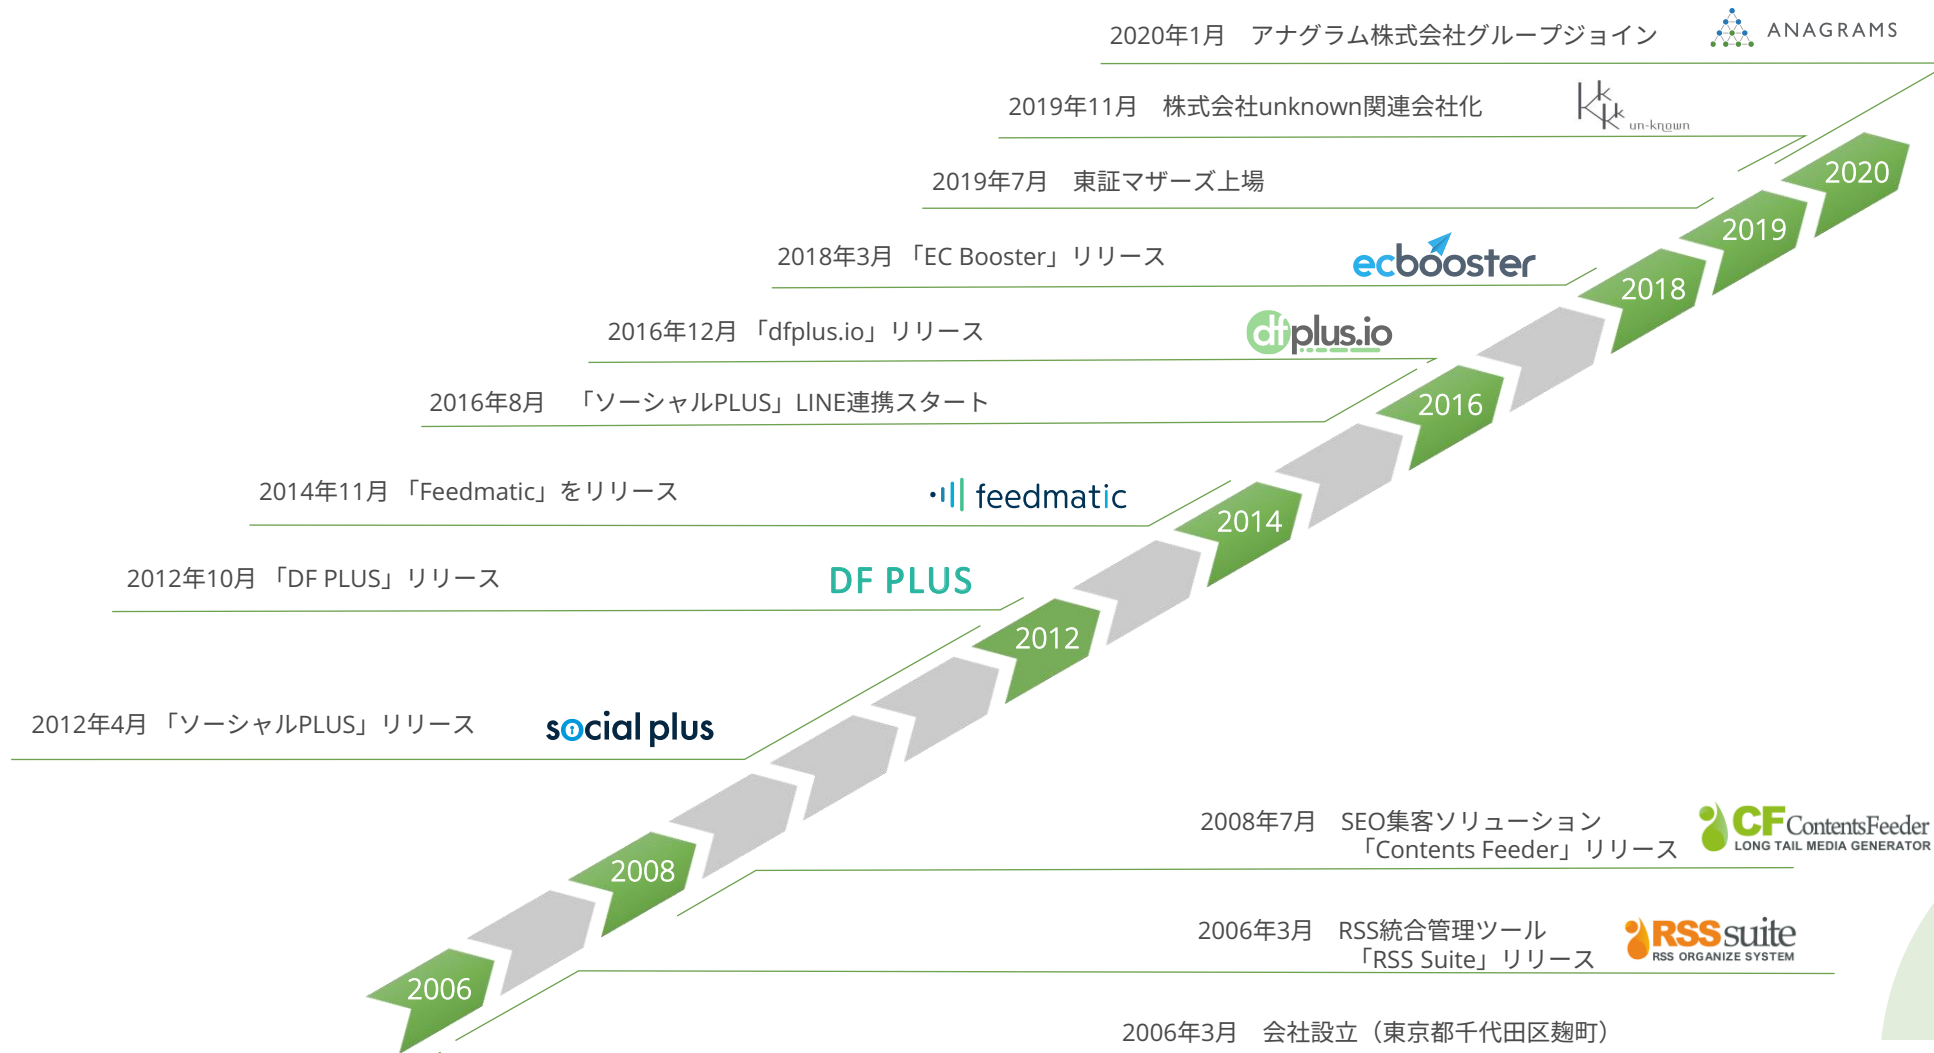 2020年1月　アナグラム株式会社グループジョイン
ANAGRAMS
2019年11月　株式会社unknown関連会社化
un-known
2019年7月　東証マザーズ上場
2018年3月 「EC Booster」リリース
ecbooster
2016年12月 「dfplus.io」リリース
dfplus.io
2016年8月　「ソーシャルPLUS」LINE連携スタート
2014年11月 「Feedmatic」をリリース
feedmatic
2012年10月 「DF PLUS」リリース
DF PLUS
2012年4月 「ソーシャルPLUS」リリース
social plus
2020
2019
2018
2016
2014
2012
2008
2006
2008年7月　SEO集客ソリューション
「Contents Feeder」リリース
CF ContentsFeeder
LONG TAIL MEDIA GENERATOR
2006年3月　RSS統合管理ツール
「RSS Suite」リリース
RSS suite
RSS ORGANIZE SYSTEM
2006年3月　会社設立（東京都千代田区麹町）